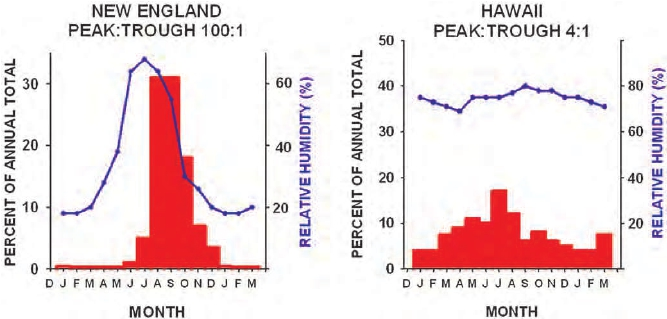 NEW ENGLAND
PEAK:TROUGH 100:1
PERCENT OF ANNUAL TOTAL
30
20
10
0
60
40
20
RELATIVE HUMIDITY (%)
D J F M A M J J A S O N D J F M
MONTH
HAWAII
PEAK:TROUGH 4:1
PERCENT OF ANNUAL TOTAL
50
40
30
20
10
0
80
60
40
20
RELATIVE HUMIDITY (%)
D J F M A M J J A S O N D J F M
MONTH